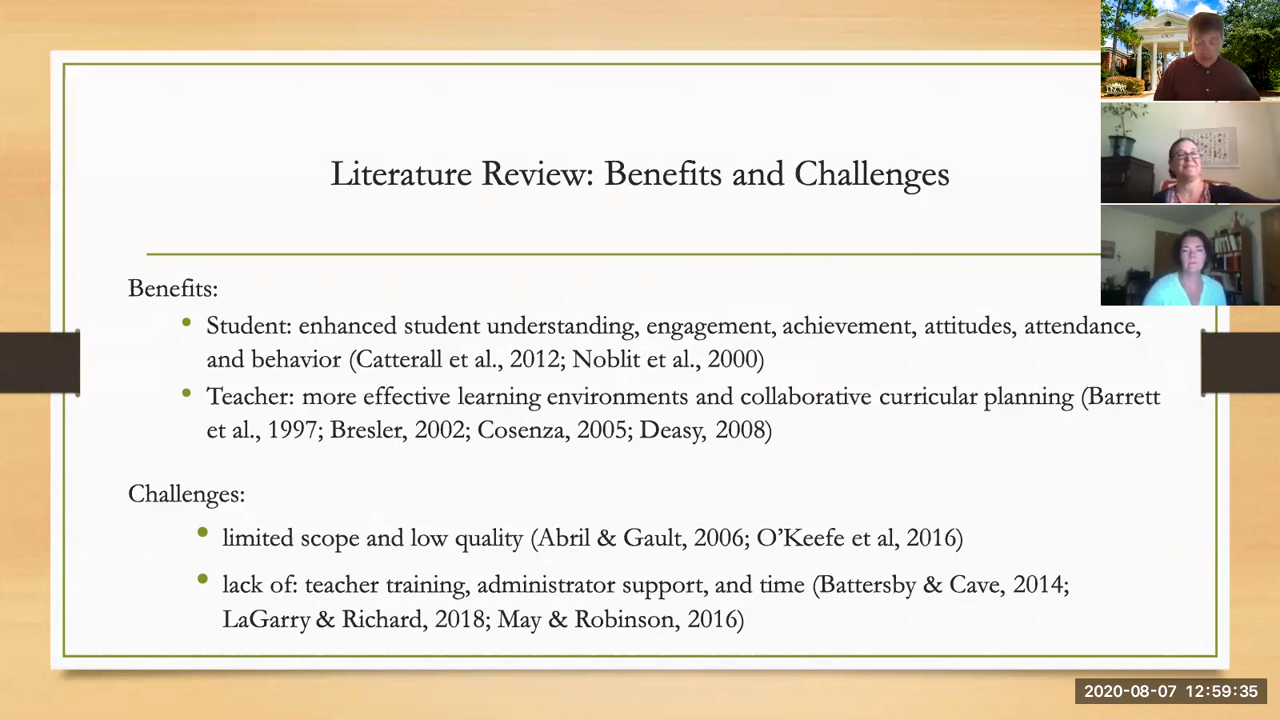 Literature Review: Benefits and Challenges
Benefits:
• Student: enhanced student understanding, engagement, achievement, attitudes, attendance,
and behavior (Catterall et al., 2012; Noblit et al., 2000)
• Teacher: more effective learning environments and collaborative curricular planning (Barrett
et al., 1997; Bresler, 2002; Cosenza, 2005; Deasy, 2008)
Challenges:
• limited scope and low quality (Abril & Gault, 2006; O’Keefe et al, 2016)
• lack of: teacher training, administrator support, and time (Battersby & Cave, 2014;
LaGarry & Richard, 2018; May & Robinson, 2016)
2020-08-07 12:59:35